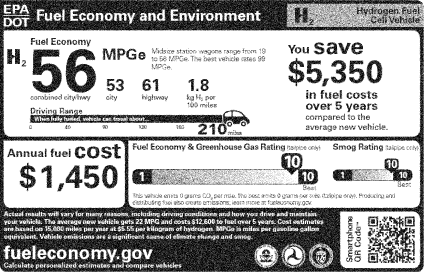 EPA
DOT
Fuel Economy and Environment
H2
Hydrogen Fuel
Cell Vehicle
Fuel Economy
H2
56
MPGe
Midsize station wagons range from 19
to 56 MPGe. The best vehicle rates 99
MPGe.
combined city/hwy
53
city
61
highway
1.8
kg H2 per
100 miles
Driving Range
When fully fueled, vehicle can travel about...
0 40 80 120 160 210 miles
You save
$5,350
in fuel costs
over 5 years
compared to the
average new vehicle.
Annual fuel cost
$1,450
Fuel Economy & Greenhouse Gas Rating (tailpipe only)
10
1
10
Best
Smog Rating (tailpipe only)
10
1
10
Best
This vehicle emits 0 grams CO2 per mile. The best emits 0 grams per mile (tailpipe only). Producing and
distributing fuel also create emissions; learn more at fueleconomy.gov.
Actual results will vary for many reasons, including driving conditions and how you drive and maintain
your vehicle. The average new vehicle gets 22 MPG and costs $12,600 to fuel over 5 years. Cost estimates
are based on 15,000 miles per year at $5.55 per kilogram of hydrogen. MPGe is miles per gasoline gallon
equivalent. Vehicle emissions are a significant cause of climate change and smog.
fueleconomy.gov
Calculate personalized estimates and compare vehicles
Smartphone
QR Code